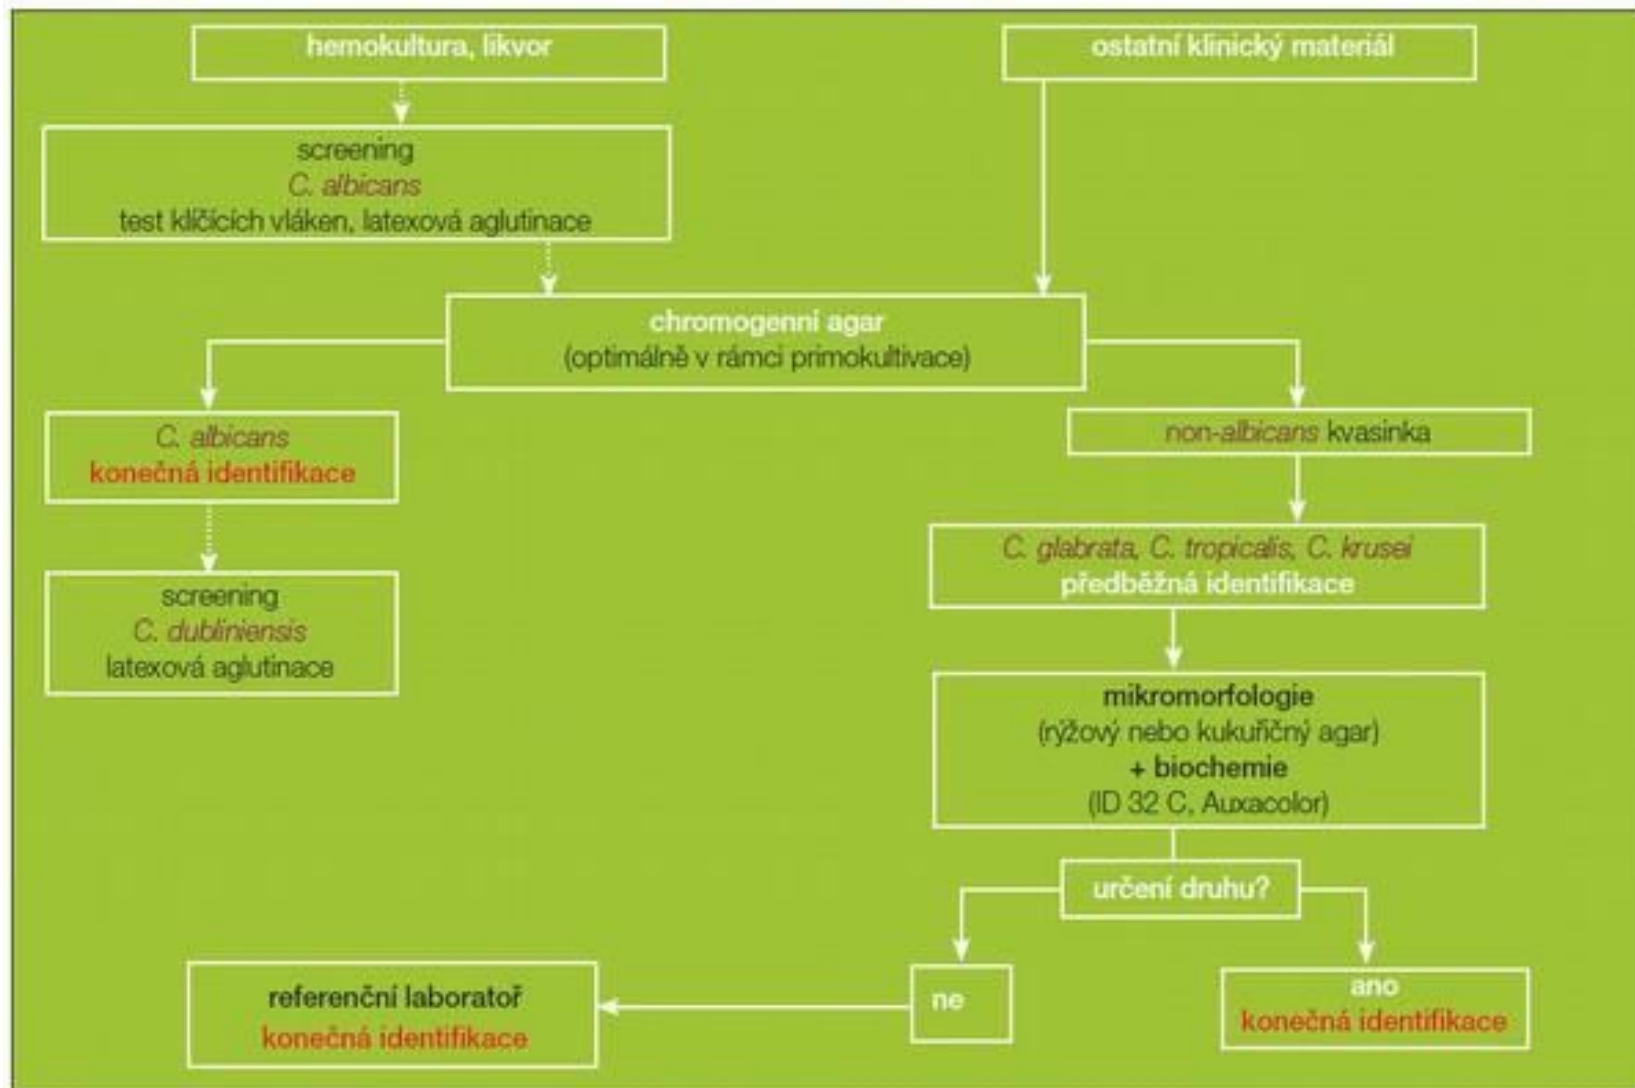 hemokultura, likvor
ostatní klinický materiál
screening
C. albicans
test klíčících vláken, latexová aglutinace
chromogenní agar
(optimálně v rámci primokultivace)
C. albicans
konečná identifikace
non-albicans kvasinka
C. glabrata, C. tropicalis, C. krusei
předběžná identifikace
screening
C. dubliniensis
latexová aglutinace
mikromorfologie
(rýžový nebo kukuřičný agar)
+ biochemie
(ID 32 C, Auxacolor)
určení druhu?
ne
ano
konečná identifikace
referenční laboratoř
konečná identifikace